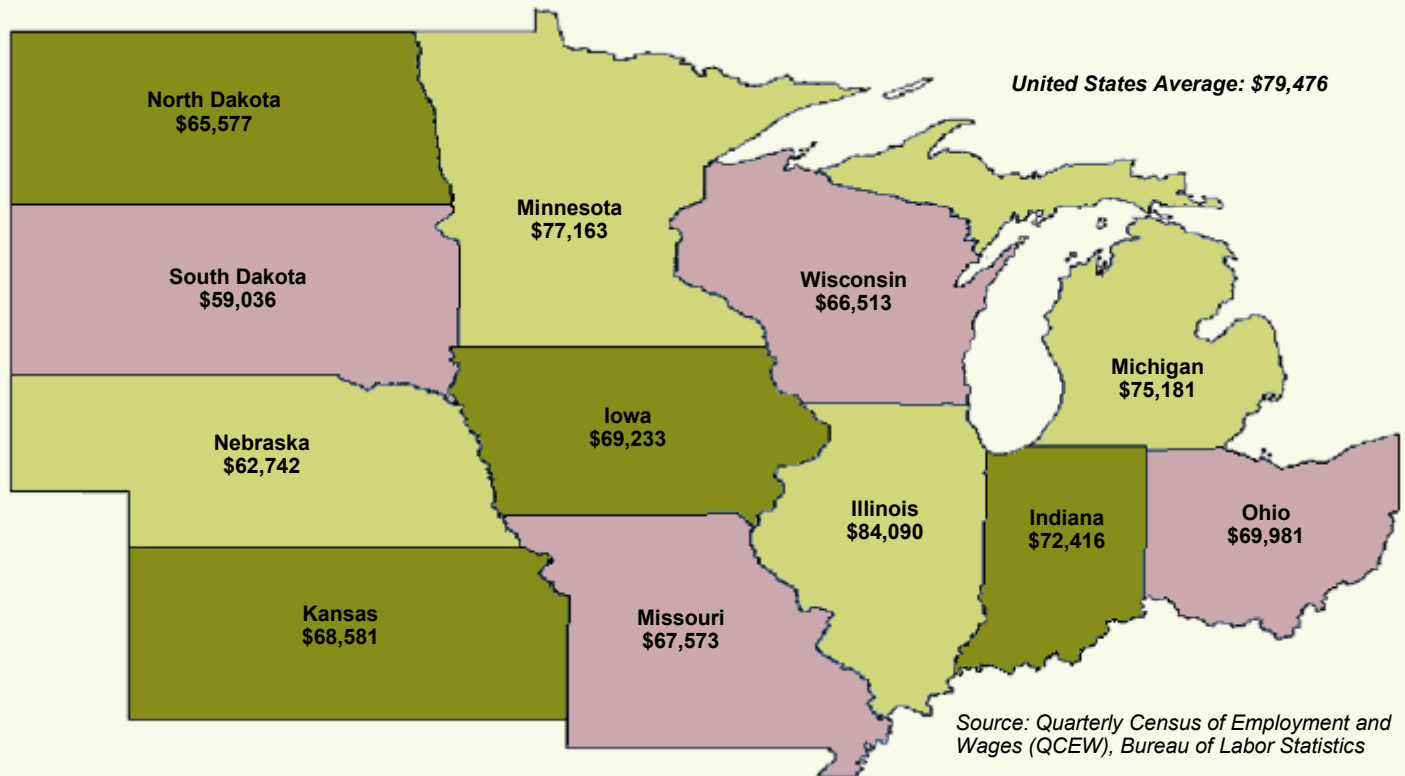 United States Average: $79,476
North Dakota
$65,577
Minnesota
$77,163
South Dakota
$59,036
Wisconsin
$66,513
Michigan
$75,181
Nebraska
$62,742
Iowa
$69,233
Illinois
$84,090
Indiana
$72,416
Ohio
$69,981
Kansas
$68,581
Missouri
$67,573
Source: Quarterly Census of Employment and
Wages (QCEW), Bureau of Labor Statistics